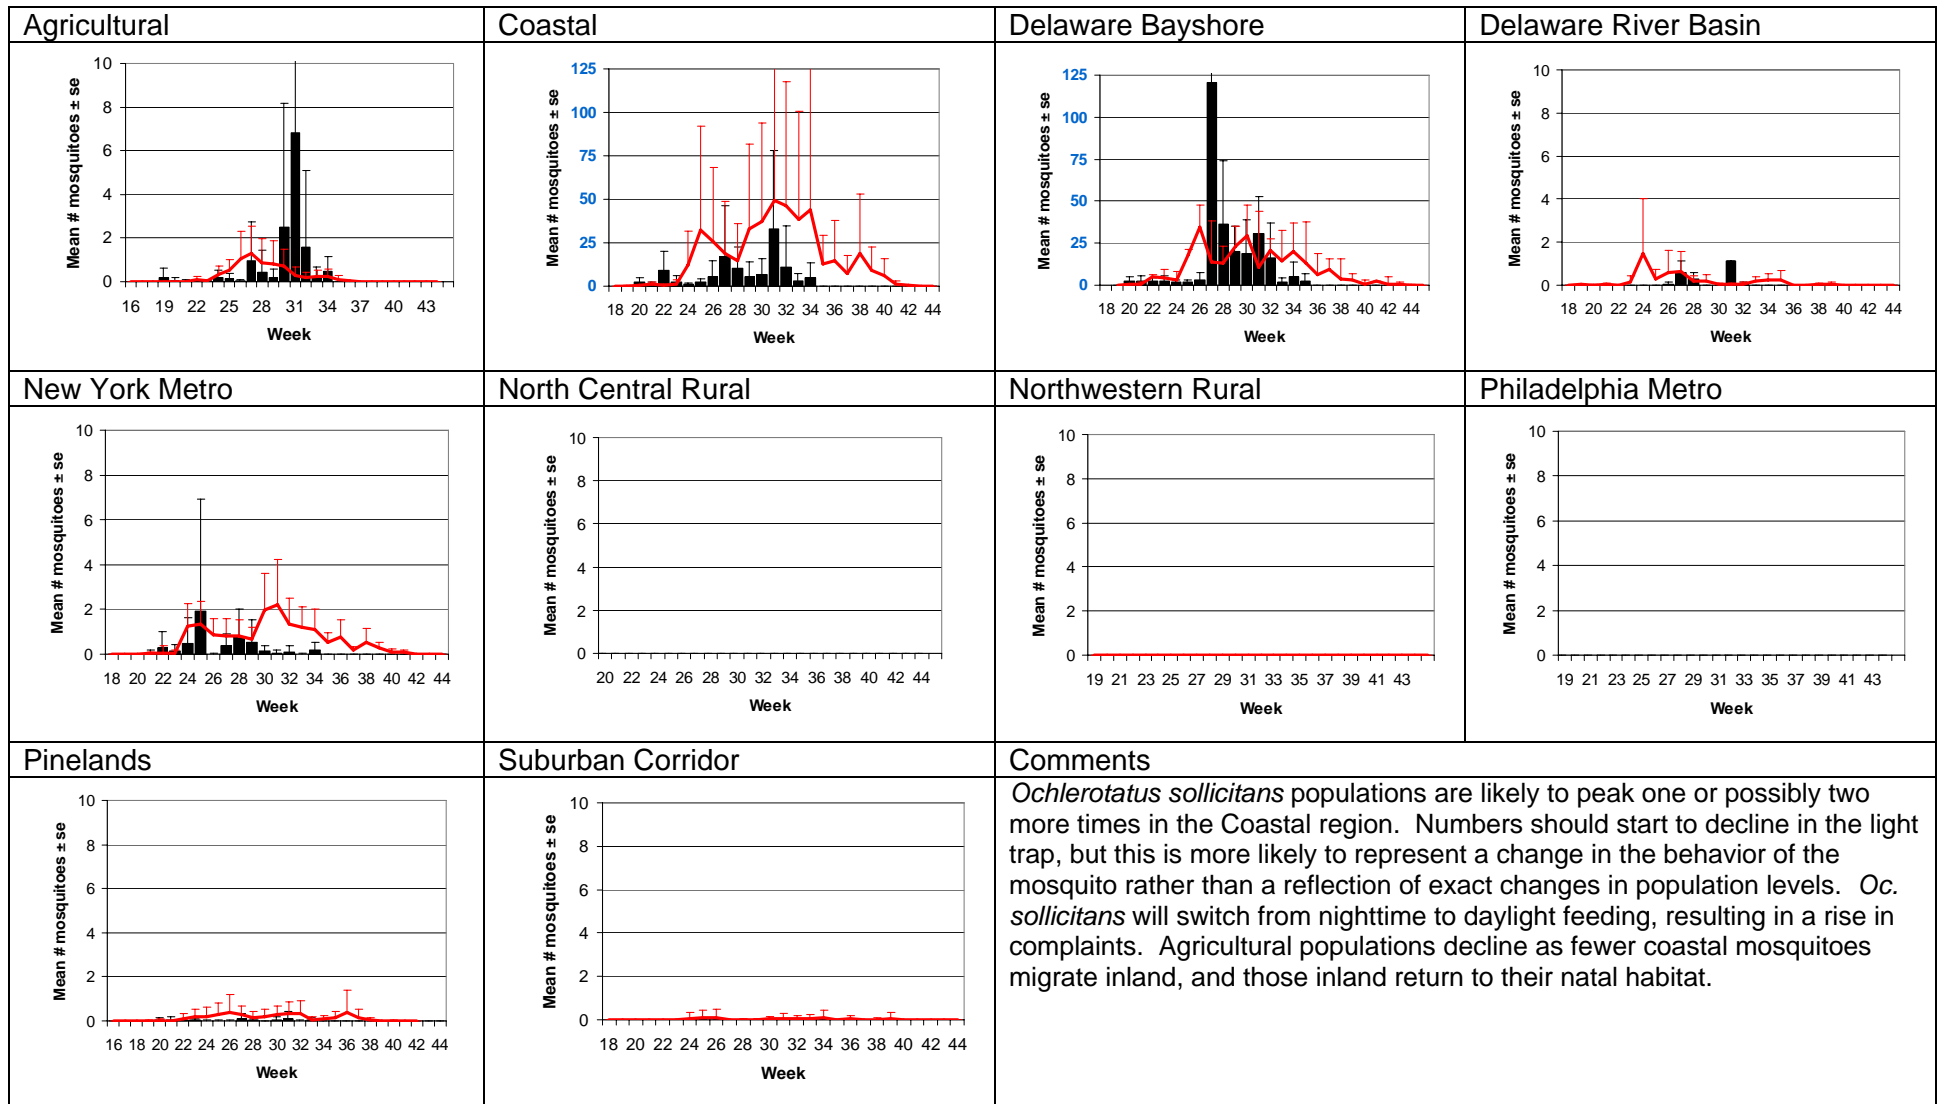 Agricultural
Mean # mosquitoes ± se
10
8
6
4
2
0
16 19 22 25 28 31 34 37 40 43
Week
Coastal
Mean # mosquitoes ± se
125
100
75
50
25
0
18 20 22 24 26 28 30 32 34 36 38 40 42 44
Week
Delaware Bayshore
Mean # mosquitoes ± se
125
100
75
50
25
0
18 20 22 24 26 28 30 32 34 36 38 40 42 44
Week
Delaware River Basin
Mean # mosquitoes ± se
10
8
6
4
2
0
18 20 22 24 26 28 30 32 34 36 38 40 42 44
Week
New York Metro
Mean # mosquitoes ± se
10
8
6
4
2
0
18 20 22 24 26 28 30 32 34 36 38 40 42 44
Week
North Central Rural
Mean # mosquitoes ± se
10
8
6
4
2
0
20 22 24 26 28 30 32 34 36 38 40 42 44
Week
Northwestern Rural
Mean # mosquitoes ± se
10
8
6
4
2
0
19 21 23 25 27 29 31 33 35 37 39 41 43
Week
Philadelphia Metro
Mean # mosquitoes ± se
10
8
6
4
2
0
19 21 23 25 27 29 31 33 35 37 39 41 43
Week
Pinelands
Mean # mosquitoes ± se
10
8
6
4
2
0
16 18 20 22 24 26 28 30 32 34 36 38 40 42 44
Week
Suburban Corridor
Mean # mosquitoes ± se
10
8
6
4
2
0
18 20 22 24 26 28 30 32 34 36 38 40 42 44
Week
Comments
Ochlerotatus sollicitans populations are likely to peak one or possibly two
more times in the Coastal region. Numbers should start to decline in the light
trap, but this is more likely to represent a change in the behavior of the
mosquito rather than a reflection of exact changes in population levels. Oc.
sollicitans will switch from nighttime to daylight feeding, resulting in a rise in
complaints. Agricultural populations decline as fewer coastal mosquitoes
migrate inland, and those inland return to their natal habitat.